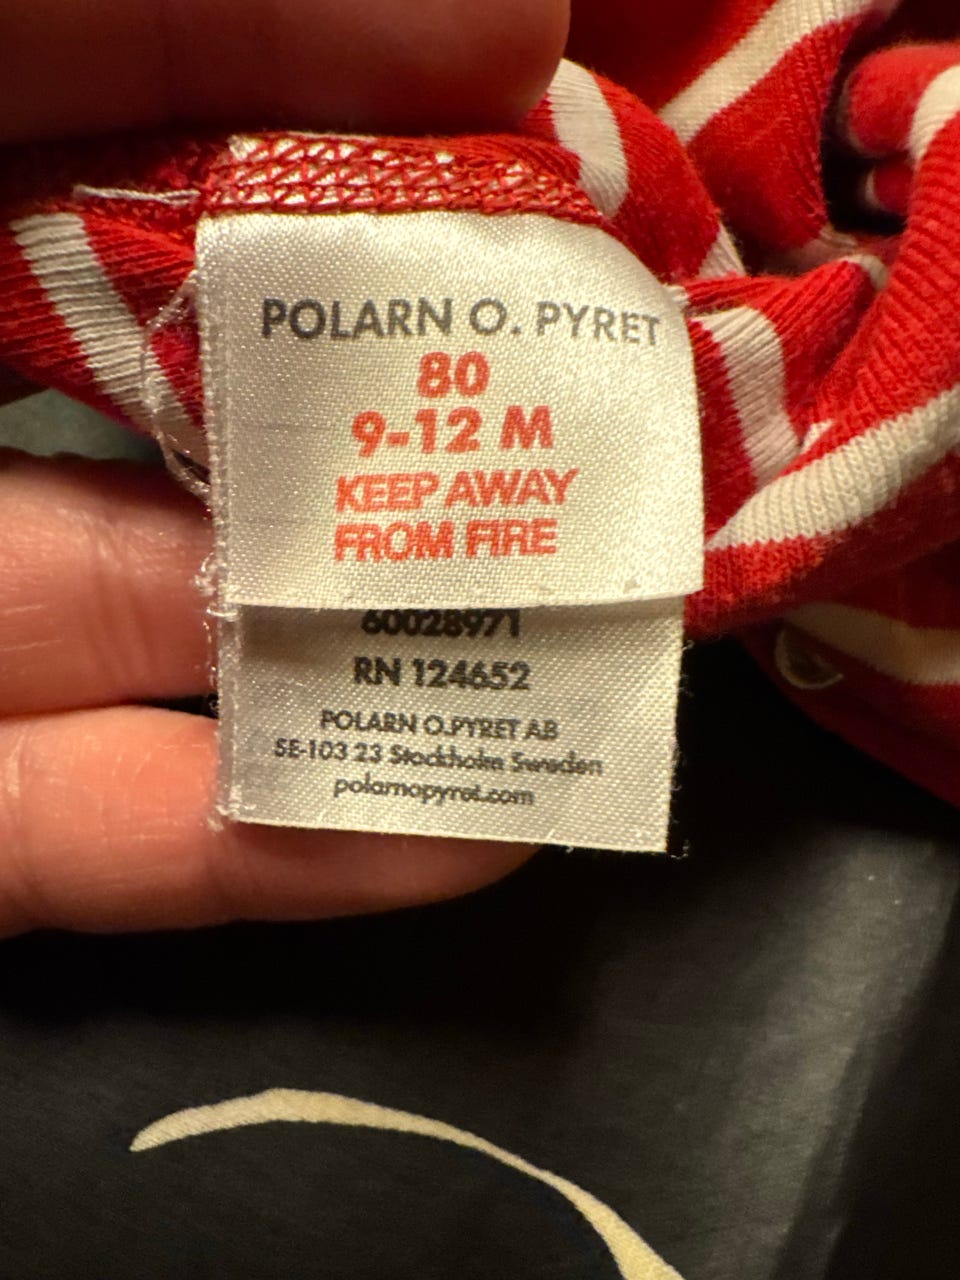 POLARN O. PYRET
80
9-12 M
KEEP AWAY
FROM FIRE
60028971
RN 124652
POLARN O.PYRET AB
SE-103 23 Stockholm Sweden
polarnopyret.com